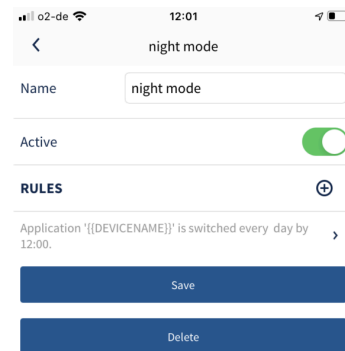 o2-de 12:01
night mode
Name night mode
Active
RULES
Application '{{DEVICENAME}}' is switched every  day by
12:00.
Save
Delete